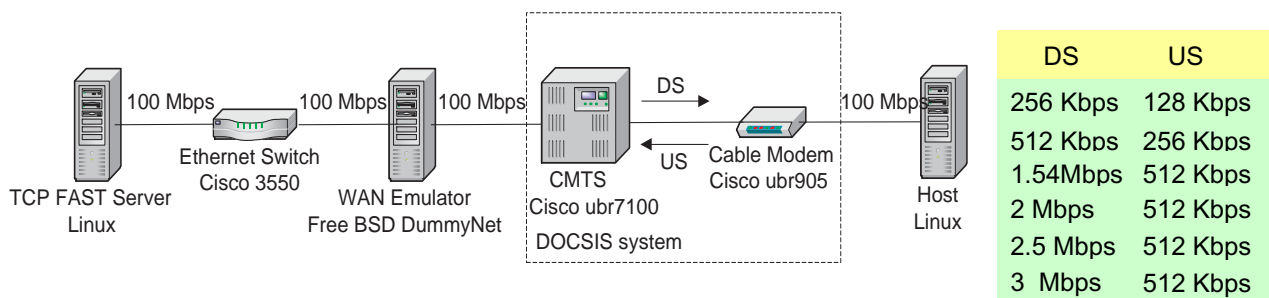 100 Mbps
100 Mbps
100 Mbps
DS
US
100 Mbps
TCP FAST Server
Linux
Ethernet Switch
Cisco 3550
WAN Emulator
Free BSD DummyNet
CMTS
Cisco ubr7100
DOCSIS system
Cable Modem
Cisco ubr905
Host
Linux
DS US
256 Kbps 128 Kbps
512 Kbps 256 Kbps
1.54Mbps 512 Kbps
2 Mbps 512 Kbps
2.5 Mbps 512 Kbps
3 Mbps 512 Kbps